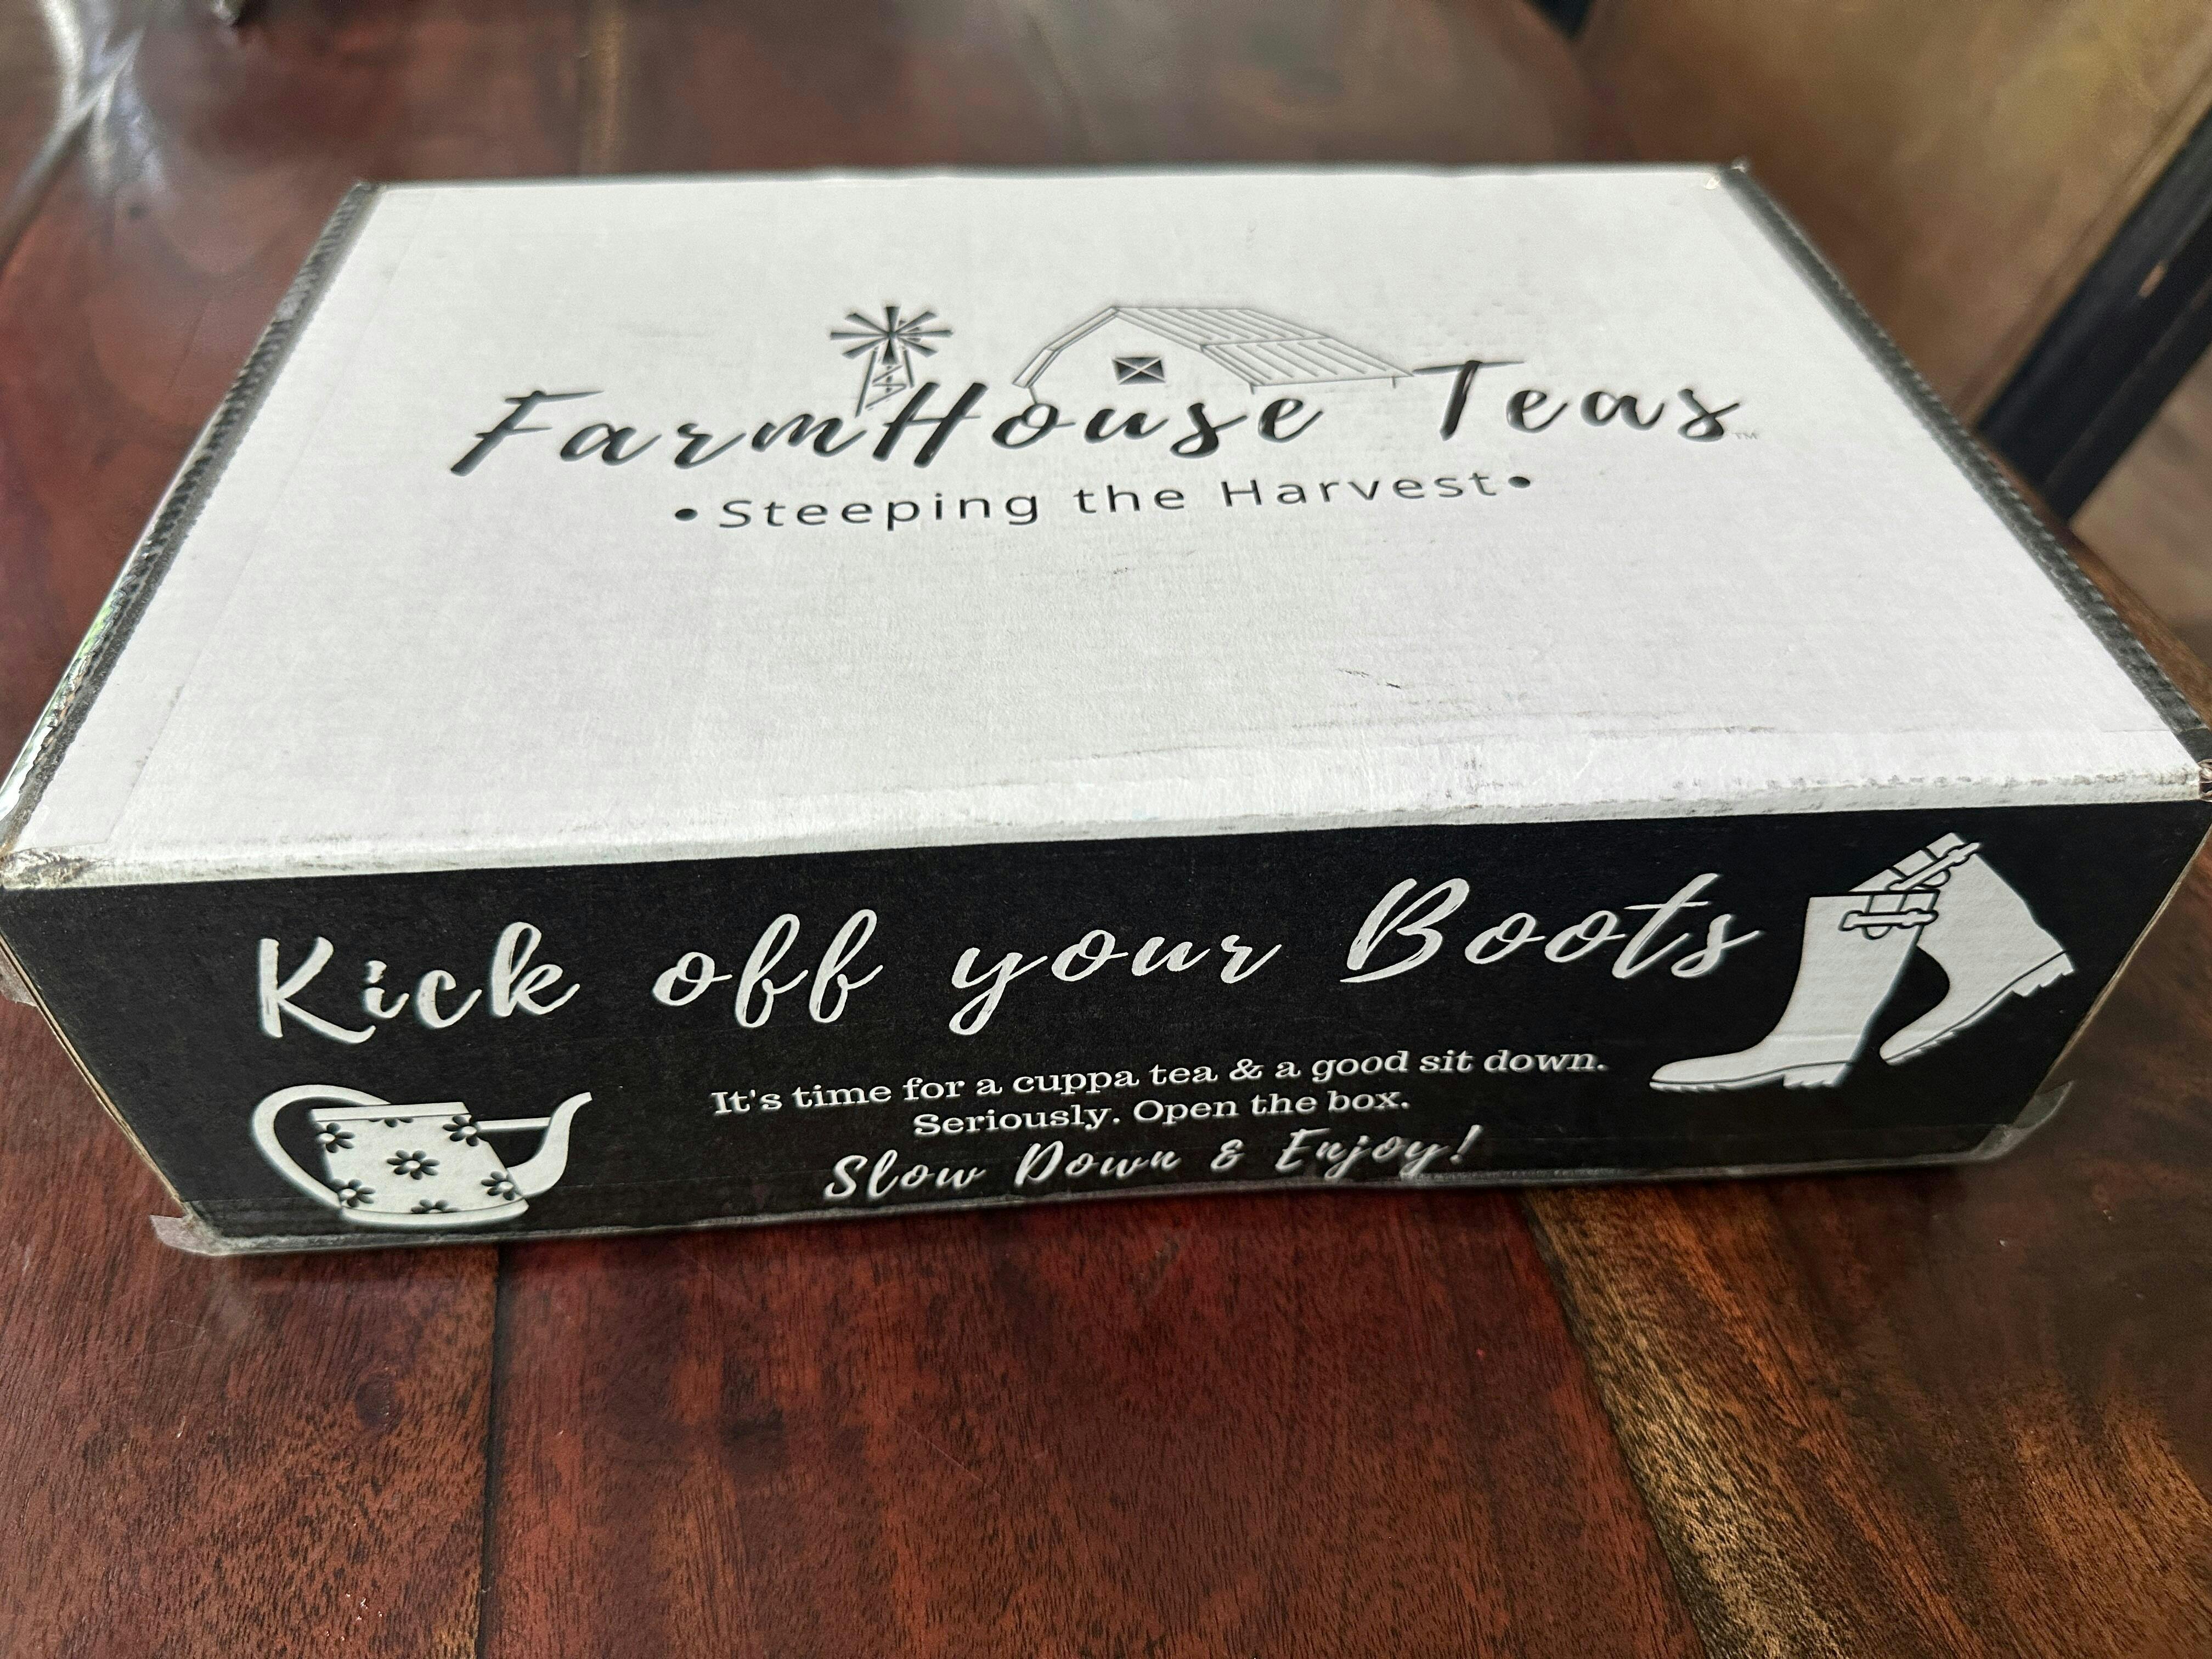 FarmHouse Teas™
•Steeping the Harvest•
Kick off your Boots
It's time for a cuppa tea & a good sit down.
Seriously. Open the box.
Slow Down & Enjoy!